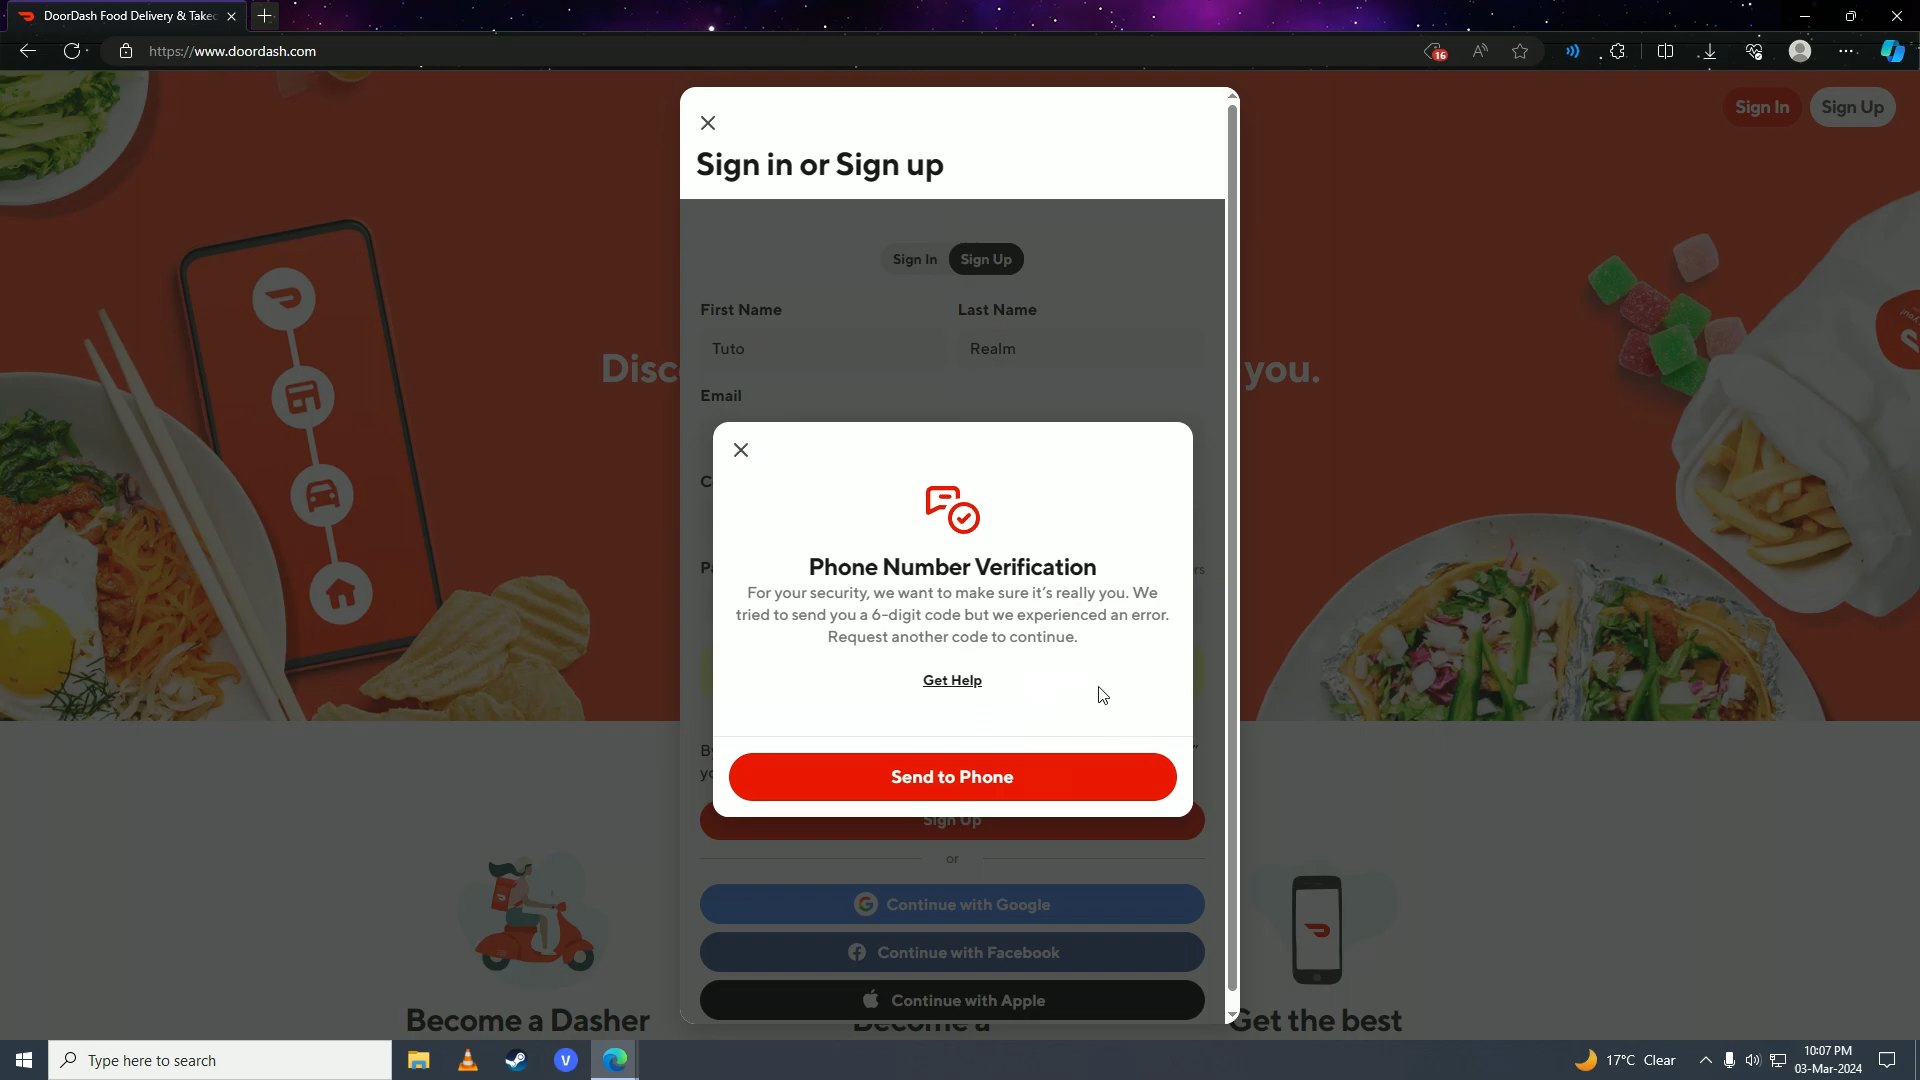 DoorDash Food Delivery & Take
https://www.doordash.com
16
Sign In
Sign Up
Sign in or Sign up
Sign In
Sign Up
First Name
Last Name
Tuto
Realm
Disc
you.
Email
Phone Number Verification
For your security, we want to make sure it's really you. We
tried to send you a 6-digit code but we experienced an error.
Request another code to continue.
Get Help
Send to Phone
Sign Up
or
Continue with Google
Continue with Facebook
Continue with Apple
Become a Dasher
Become a
Get the best
Type here to search
17°C Clear
10:07 PM
03-Mar-2024